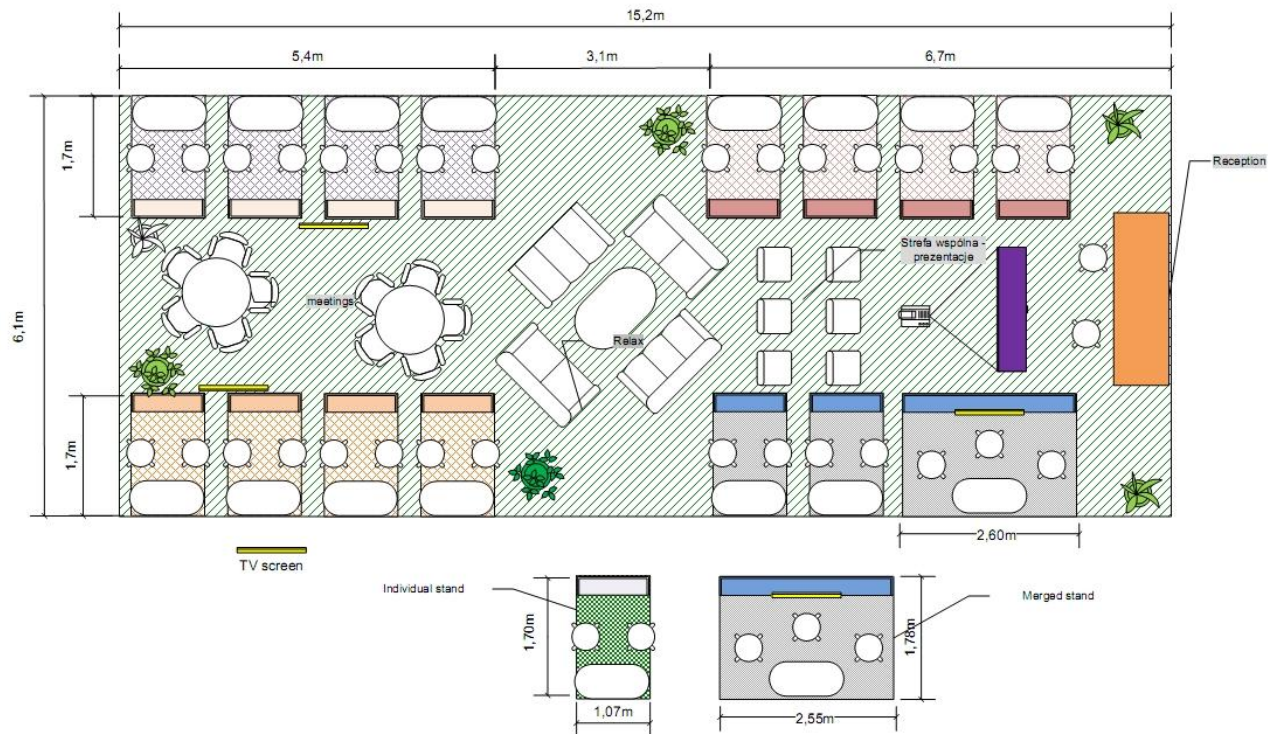 15,2m
5,4m
3,1m
6,7m
1,7m
Reception
Strefa wspólna -
prezentacje
meetings
6,1m
Relax
1,7m
2,60m
TV screen
Individual stand
Merged stand
1,70m
1,78m
1,07m
2,55m